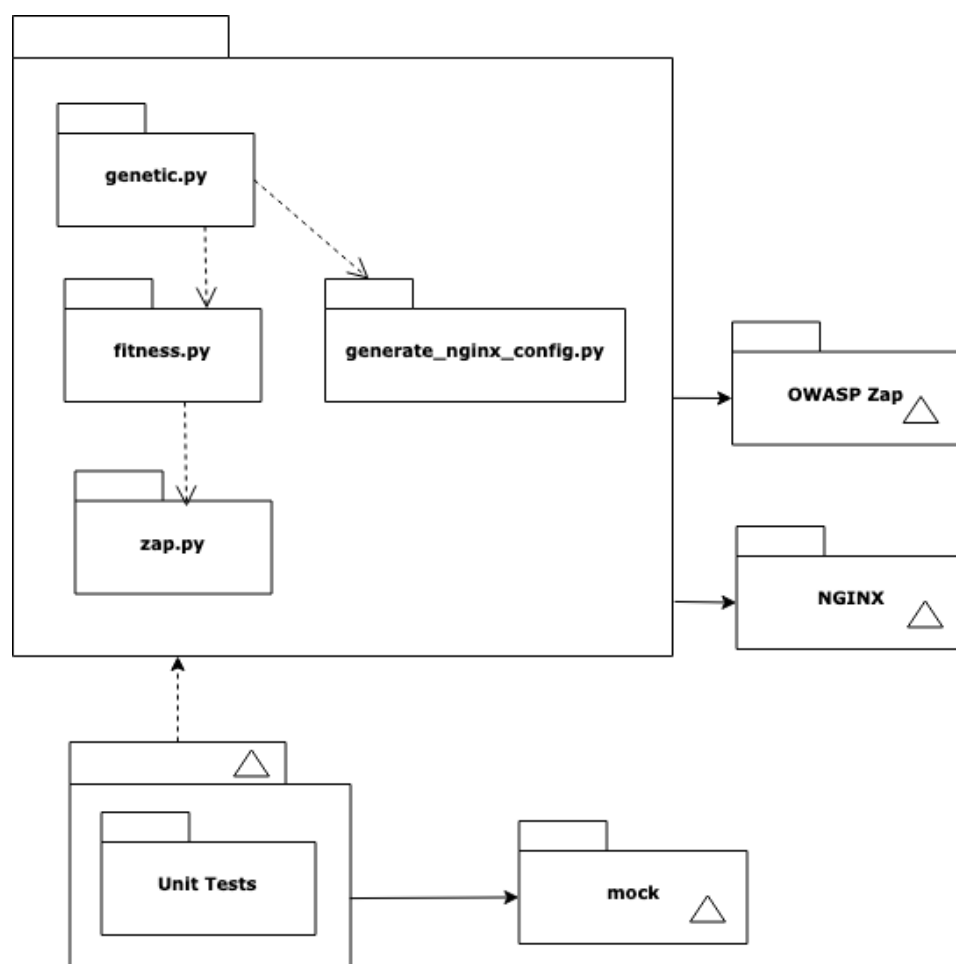 genetic.py
fitness.py
generate_nginx_config.py
OWASP Zap
zap.py
NGINX
Unit Tests
mock